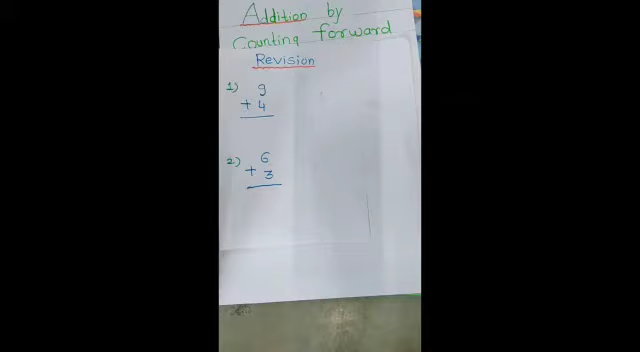 Addition by
Counting forward
Revision
1) 9
+ 4
2) 6
+ 3